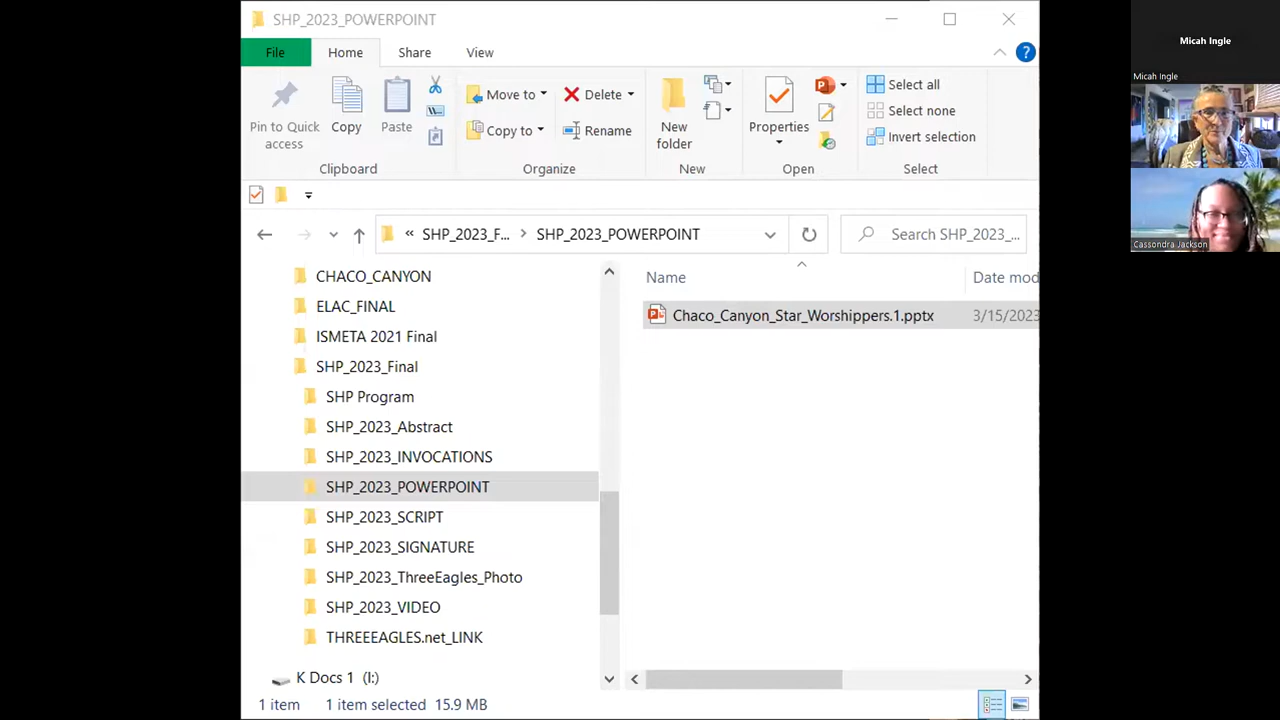 SHP_2023_POWERPOINT
File Home Share View
Pin to Quick access
Copy
Paste
Move to
Copy to
Delete
Rename
New folder
Properties
Select all
Select none
Invert selection
Clipboard Organize New Open Select
« SHP_2023_F... > SHP_2023_POWERPOINT
Search SHP_2023_...
CHACO_CANYON
ELAC_FINAL
ISMETA 2021 Final
SHP_2023_Final
SHP Program
SHP_2023_Abstract
SHP_2023_INVOCATIONS
SHP_2023_POWERPOINT
SHP_2023_SCRIPT
SHP_2023_SIGNATURE
SHP_2023_ThreeEagles_Photo
SHP_2023_VIDEO
THREEEAGLES.net_LINK
K Docs 1 (I:)
Name Date mod
Chaco_Canyon_Star_Worshippers.1.pptx 3/15/2023
1 item 1 item selected 15.9 MB
Micah Ingle
Micah Ingle
Cassondra Jackson